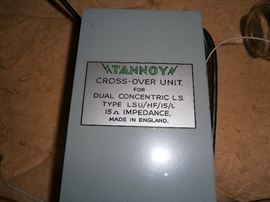 TANNOY
CROSS-OVER UNIT.
FOR
DUAL CONCENTRIC L.S.
TYPE LSU/HF/15/L
15Ω IMPEDANCE.
MADE IN ENGLAND.